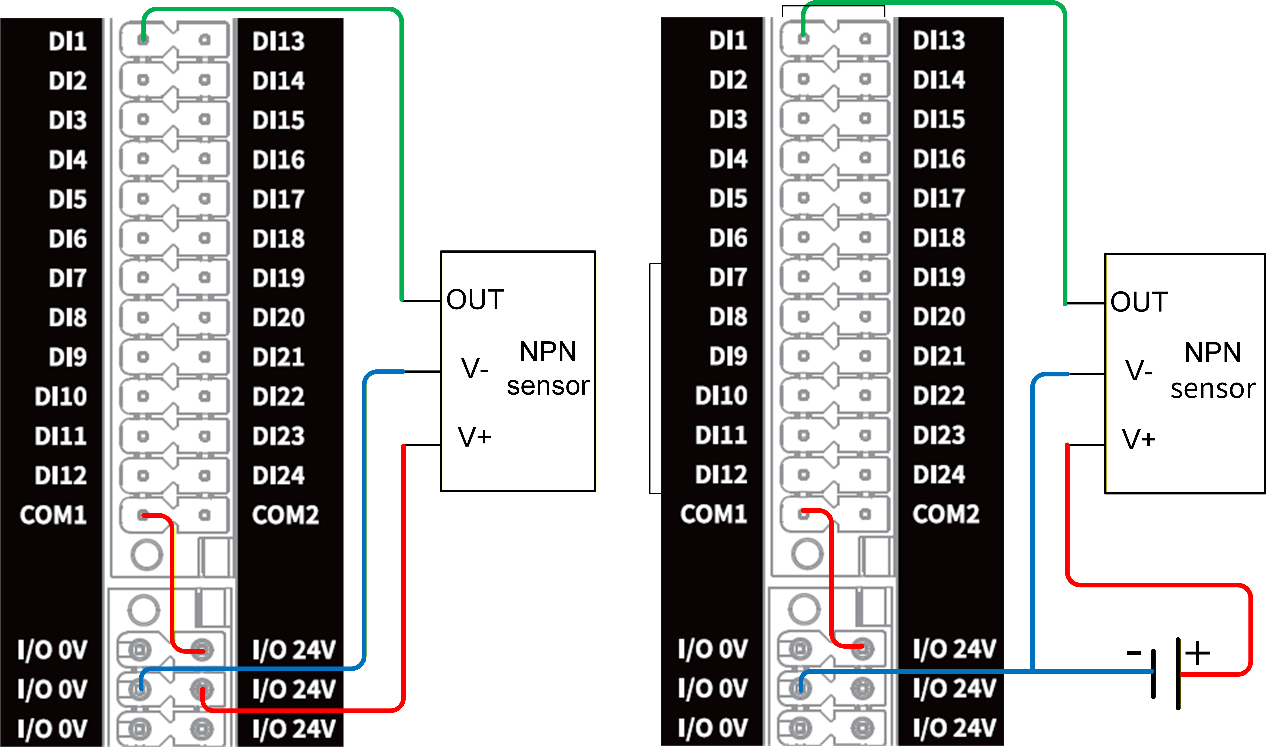 DI1 DI13
DI2 DI14
DI3 DI15
DI4 DI16
DI5 DI17
DI6 DI18
DI7 DI19
DI8 DI20
DI9 DI21
DI10 DI22
DI11 DI23
DI12 DI24
COM1 COM2
I/O 0V I/O 24V
I/O 0V I/O 24V
I/O 0V I/O 24V
OUT
V-
V+
NPN
sensor
DI1 DI13
DI2 DI14
DI3 DI15
DI4 DI16
DI5 DI17
DI6 DI18
DI7 DI19
DI8 DI20
DI9 DI21
DI10 DI22
DI11 DI23
DI12 DI24
COM1 COM2
I/O 0V I/O 24V
I/O 0V I/O 24V
I/O 0V I/O 24V
OUT
V-
V+
NPN
sensor
- +